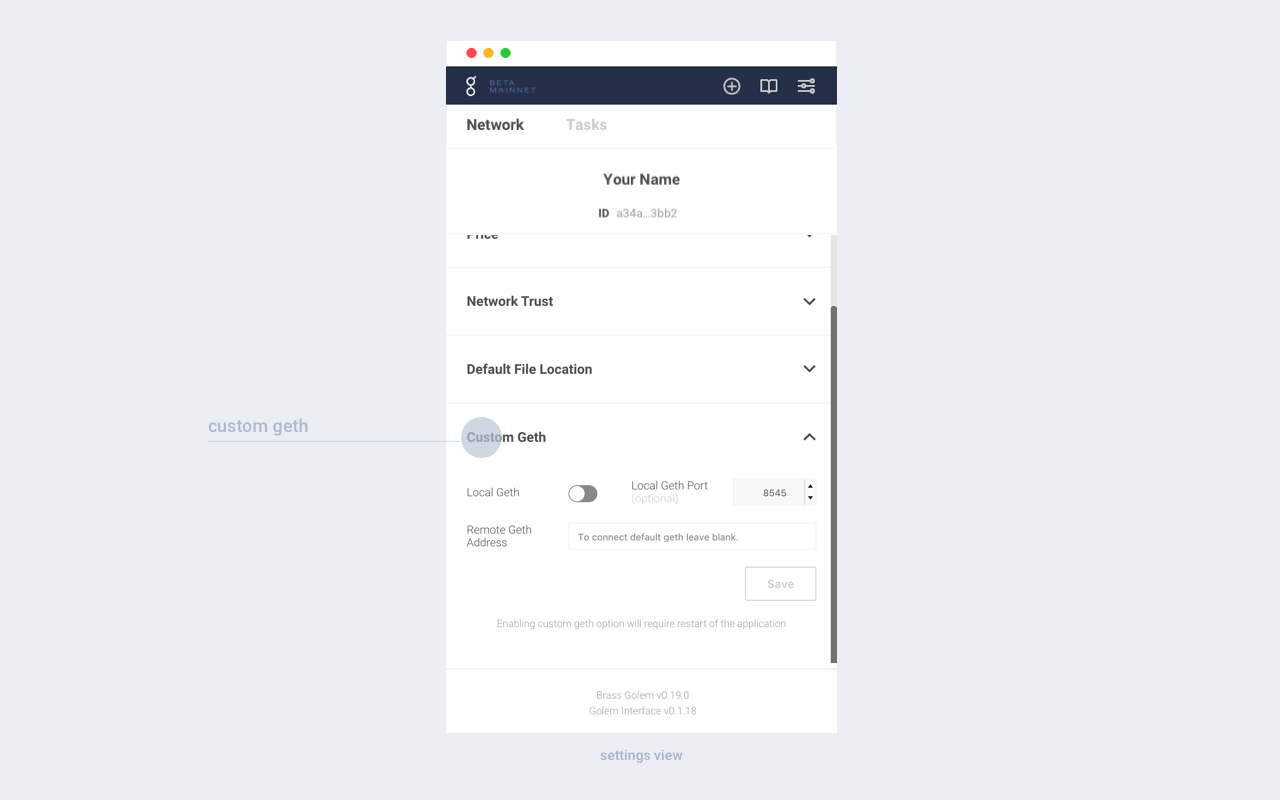 BETA
MAINNET
Network Tasks
Your Name
ID a34a...3bb2
Price
Network Trust
Default File Location
custom geth
Custom Geth
Local Geth
Local Geth Port
(optional)
8545
Remote Geth
Address
To connect default geth leave blank.
Save
Enabling custom geth option will require restart of the application
Brass Golem v0.19.0
Golem Interface v0.1.18
settings view